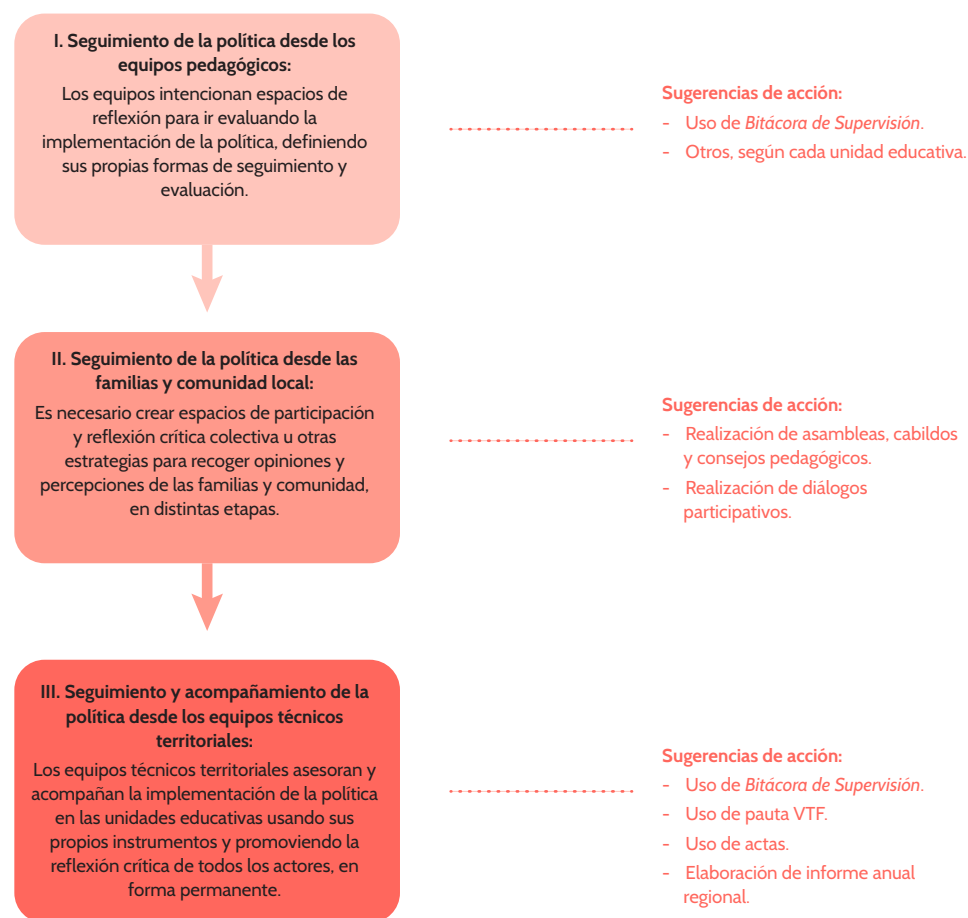 I. Seguimiento de la política desde los
equipos pedagógicos:
Los equipos intencionan espacios de
reflexión para ir evaluando la
implementación de la política, definiendo
sus propias formas de seguimiento y
evaluación.
Sugerencias de acción:
- Uso de Bitácora de Supervisión.
- Otros, según cada unidad educativa.
II. Seguimiento de la política desde las
familias y comunidad local:
Es necesario crear espacios de participación
y reflexión crítica colectiva u otras
estrategias para recoger opiniones y
percepciones de las familias y comunidad,
en distintas etapas.
Sugerencias de acción:
- Realización de asambleas, cabildos
y consejos pedagógicos.
- Realización de diálogos
participativos.
III. Seguimiento y acompañamiento de la
política desde los equipos técnicos
territoriales:
Los equipos técnicos territoriales asesoran y
acompañan la implementación de la política
en las unidades educativas usando sus
propios instrumentos y promoviendo la
reflexión crítica de todos los actores, en
forma permanente.
Sugerencias de acción:
- Uso de Bitácora de Supervisión.
- Uso de pauta VTF.
- Uso de actas.
- Elaboración de informe anual
regional.